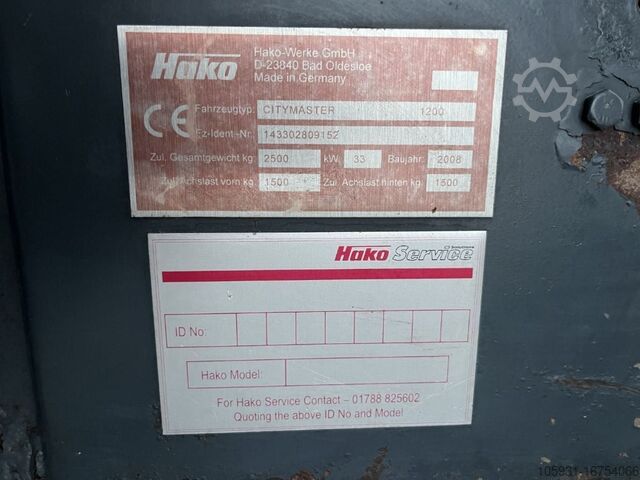 Hako
Hako-Werke GmbH
D-23840 Bad Oldesloe
Made in Germany
CE
Fahrzeugtyp: CITYMASTER 1200
Fz-Ident.-Nr.: 143302809152
Zul. Gesamtgewicht kg: 2500 kW: 33 Baujahr: 2008
Zul. Achslast vorn kg: 1500 Zul. Achslast hinten kg: 1500
Hako Service
Solutions
ID No:
Hako Model:
For Hako Service Contact – 01788 825602
Quoting the above ID No and Model
105931-16754066